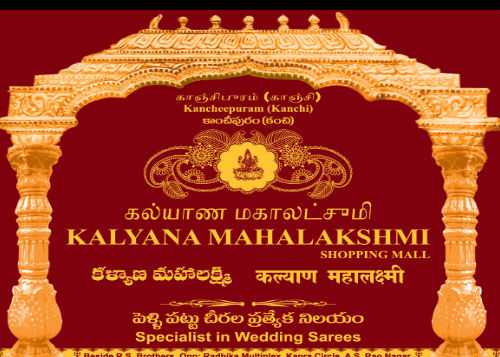 காஞ்சிபுரம் (காஞ்சி)
Kancheepuram (Kanchi)
కాంచీపురం (కంచి)
கல்யாண மகாலட்சுமி
KALYANA MAHALAKSHMI
SHOPPING MALL
కళ్యాణ మహాలక్ష్మి कल्याण महालक्ष्मी
పెళ్ళి పట్టు చీరల ప్రత్యేక నిలయం
Specialist in Wedding Sarees
Beside R.S. Brothers, Opp: Radhika Multiplex, Kapra Circle, A.S. Rao Nagar